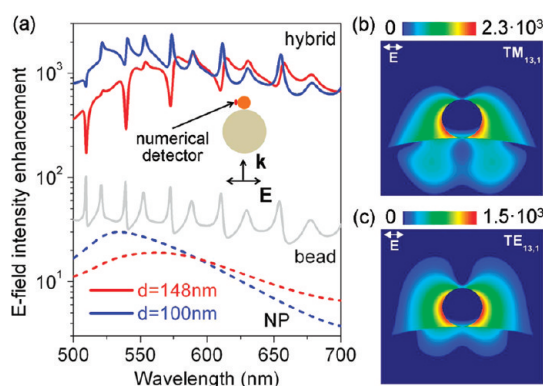 (a)
hybrid
numerical
detector
k
E
bead
d=148nm
d=100nm
NP
E-field intensity enhancement
10³
10²
10¹
500 550 600 650 700
Wavelength (nm)
(b) 0 2.3·10³
E
TM13,1
(c) 0 1.5·10³
E
TE13,1